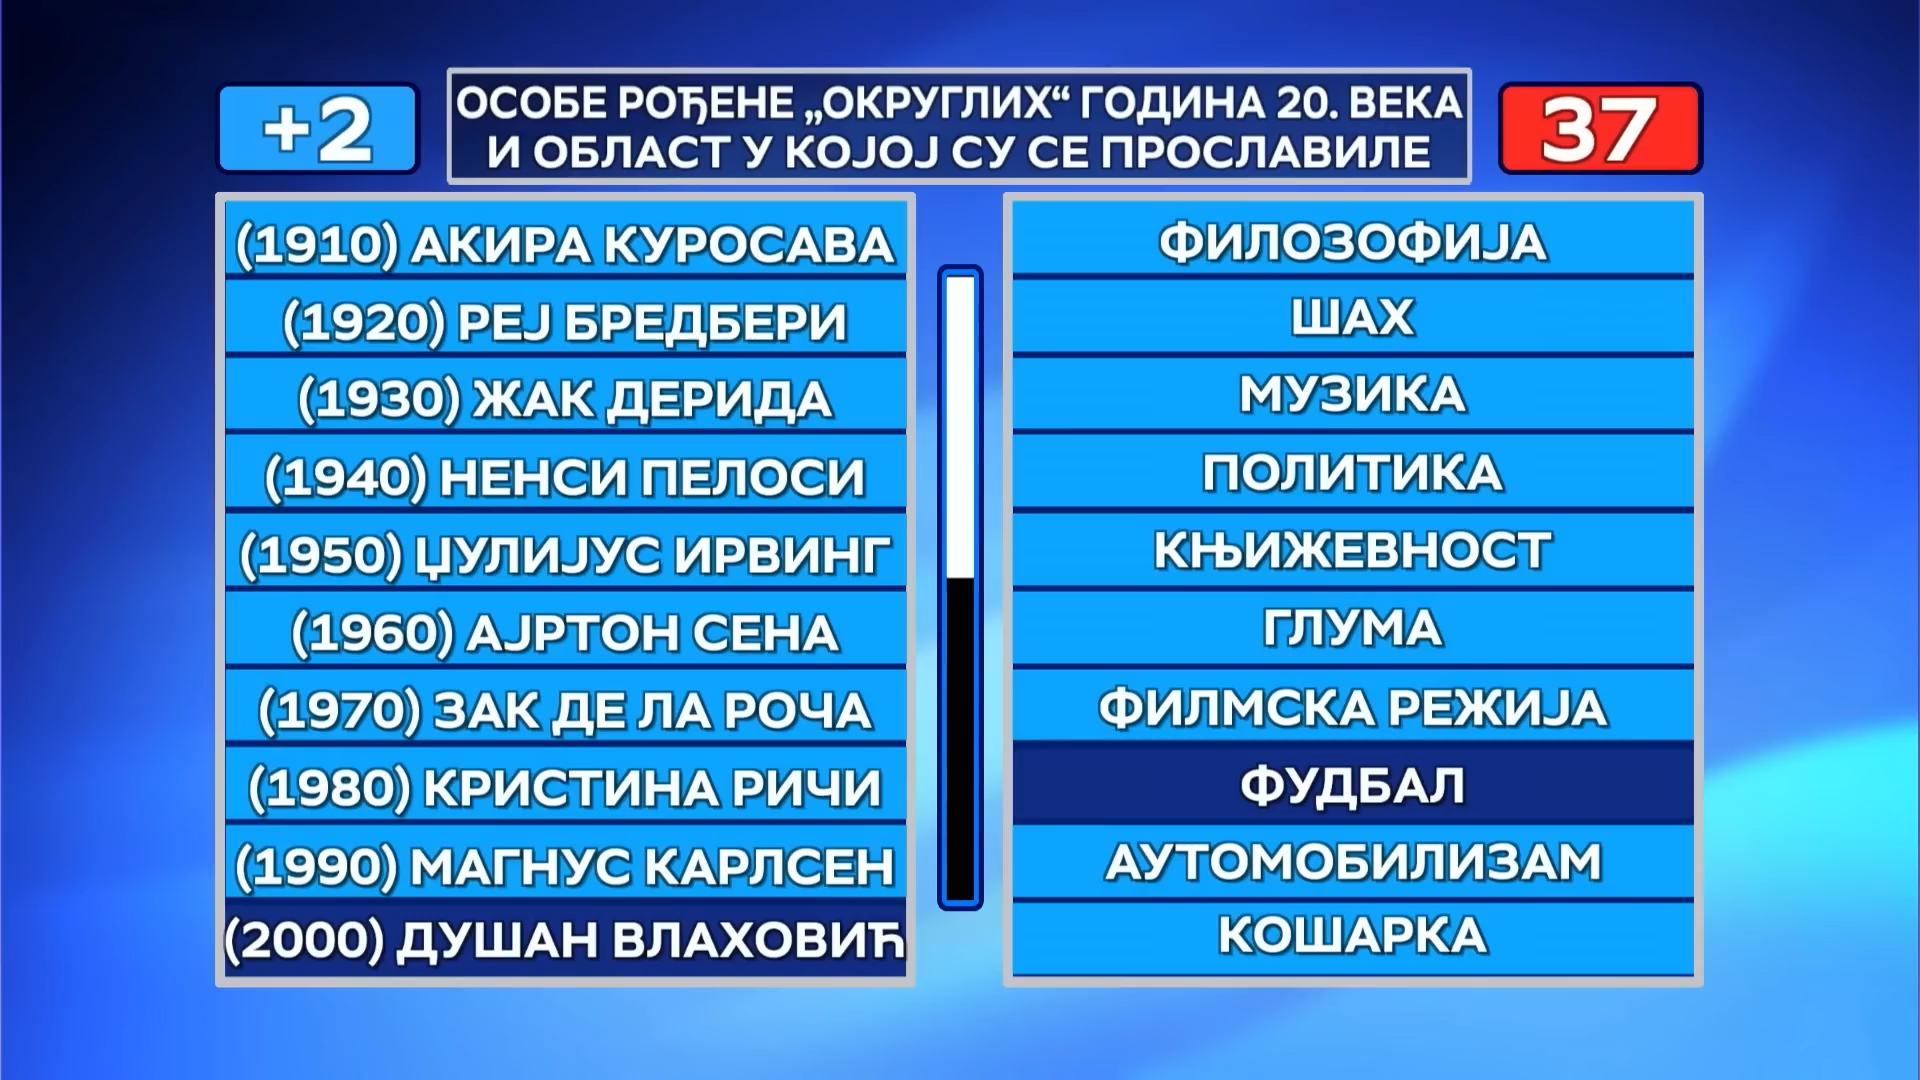 +2
ОСОБЕ РОЂЕНЕ „ОКРУГЛИХ“ ГОДИНА 20. ВЕКА
И ОБЛАСТ У КОЈОЈ СУ СЕ ПРОСЛАВИЛЕ
37
(1910) АКИРА КУРОСАВА
(1920) РЕЈ БРЕДБЕРИ
(1930) ЖАК ДЕРИДА
(1940) НЕНСИ ПЕЛОСИ
(1950) ЏУЛИЈУС ИРВИНГ
(1960) АЈРТОН СЕНА
(1970) ЗАК ДЕ ЛА РОЧА
(1980) КРИСТИНА РИЧИ
(1990) МАГНУС КАРЛСЕН
(2000) ДУШАН ВЛАХОВИЋ
ФИЛОЗОФИЈА
ШАХ
МУЗИКА
ПОЛИТИКА
КЊИЖЕВНОСТ
ГЛУМА
ФИЛМСКА РЕЖИЈА
ФУДБАЛ
АУТОМОБИЛИЗАМ
КОШАРКА